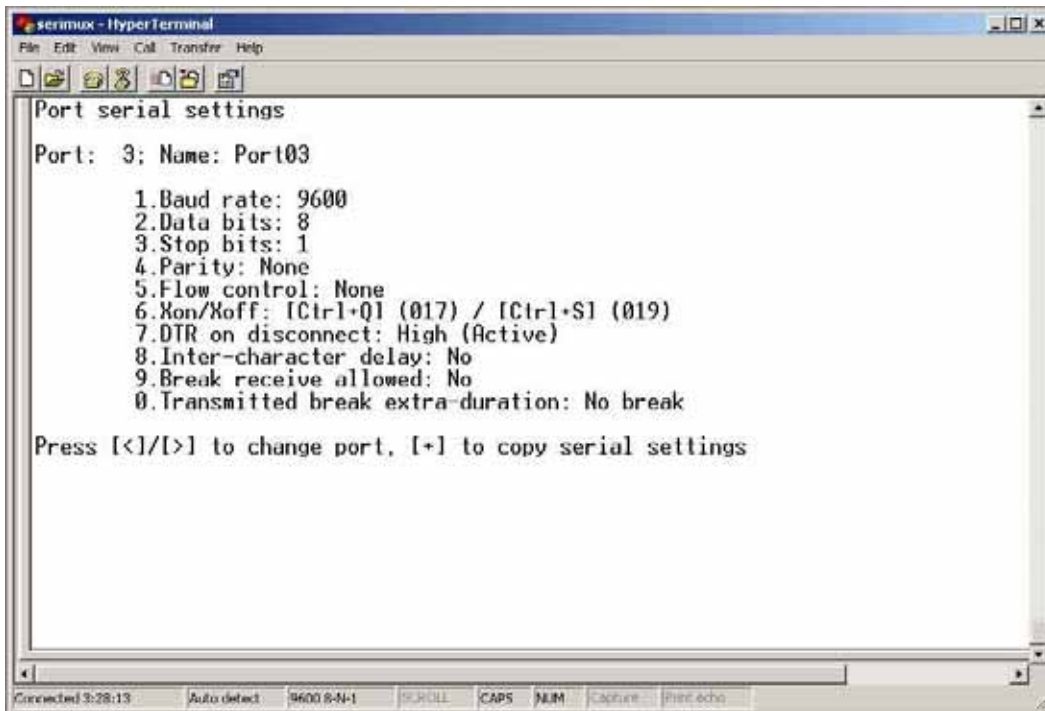 serimux - HyperTerminal
File Edit View Call Transfer Help
Port serial settings
Port: 3; Name: Port03
1.Baud rate: 9600
2.Data bits: 8
3.Stop bits: 1
4.Parity: None
5.Flow control: None
6.Xon/Xoff: [Ctrl+Q] (017) / [Ctrl+S] (019)
7.DTR on disconnect: High (Active)
8.Inter-character delay: No
9.Break receive allowed: No
0.Transmitted break extra-duration: No break
Press [<]/[>] to change port, [+] to copy serial settings
Connected 3:28:13 Auto detect 9600 8-N-1 SCROLL CAPS NUM Capture Print echo